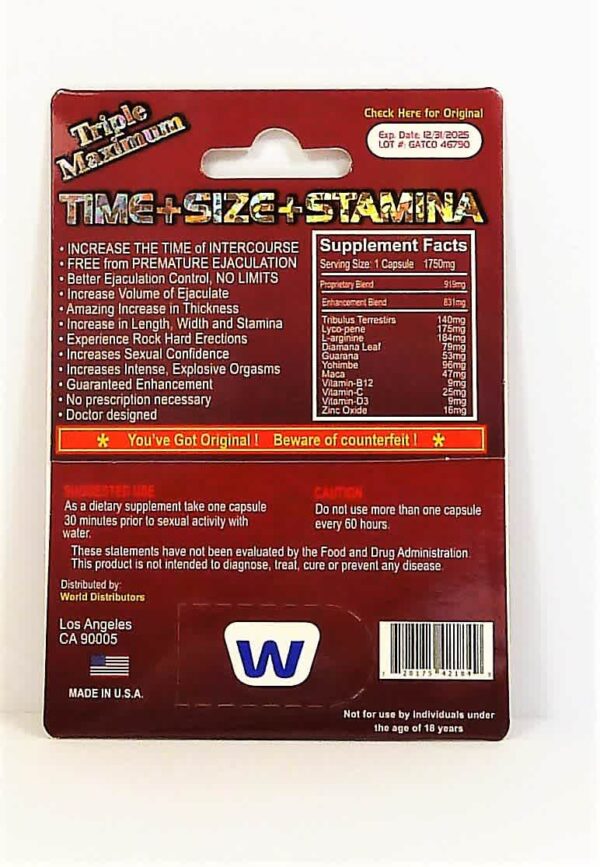 Triple
Maximum
Check Here for Original
Exp. Date: 12/31/2025
LOT #: GATCO 46790
TIME+SIZE+STAMINA
• INCREASE THE TIME of INTERCOURSE
• FREE from PREMATURE EJACULATION
• Better Ejaculation Control, NO LIMITS
• Increase Volume of Ejaculate
• Amazing Increase in Thickness
• Increase in Length, Width and Stamina
• Experience Rock Hard Erections
• Increases Sexual Confidence
• Increases Intense, Explosive Orgasms
• Guaranteed Enhancement
• No prescription necessary
• Doctor designed
Supplement Facts
Serving Size: 1 Capsule 1750mg
Proprietary Blend 919mg
Enhancement Blend 831mg
Tribulus Terrestirs 140mg
Lyco-pene 175mg
L-arginine 184mg
Diamana Leaf 79mg
Guarana 53mg
Yohimbe 96mg
Maca 47mg
Vitamin-B12 9mg
Vitamin-C 25mg
Vitamin-D3 9mg
Zinc Oxide 16mg
* You've Got Original ! Beware of counterfeit ! *
SUGGESTED USE
As a dietary supplement take one capsule
30 minutes prior to sexual activity with
water.
CAUTION
Do not use more than one capsule
every 60 hours.
These statements have not been evaluated by the Food and Drug Administration.
This product is not intended to diagnose, treat, cure or prevent any disease.
Distributed by:
World Distributors
Los Angeles
CA 90005
MADE IN U.S.A.
W
Not for use by individuals under
the age of 18 years